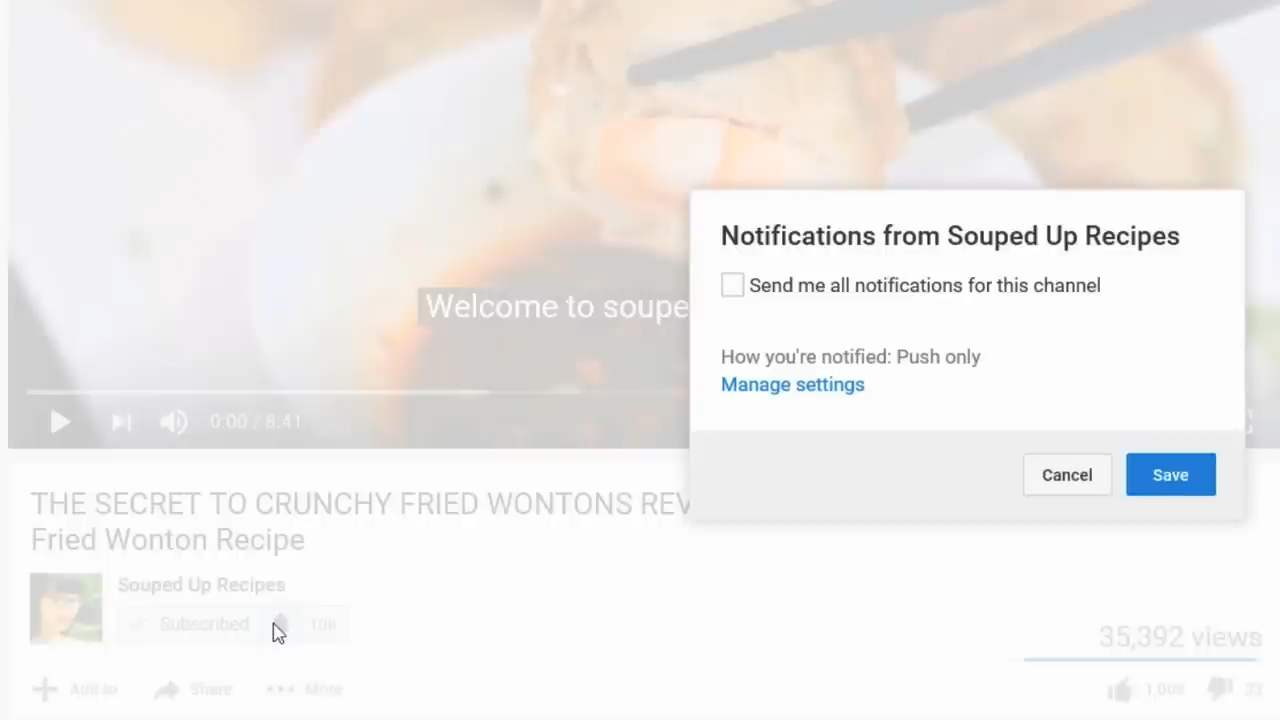 Notifications from Souped Up Recipes
Send me all notifications for this channel
Welcome to soupe
How you're notified: Push only
Manage settings
0:00 / 8:41
Cancel
Save
THE SECRET TO CRUNCHY FRIED WONTONS REV
Fried Wonton Recipe
Souped Up Recipes
Subscribed
35,392 views
Add to
Share
More